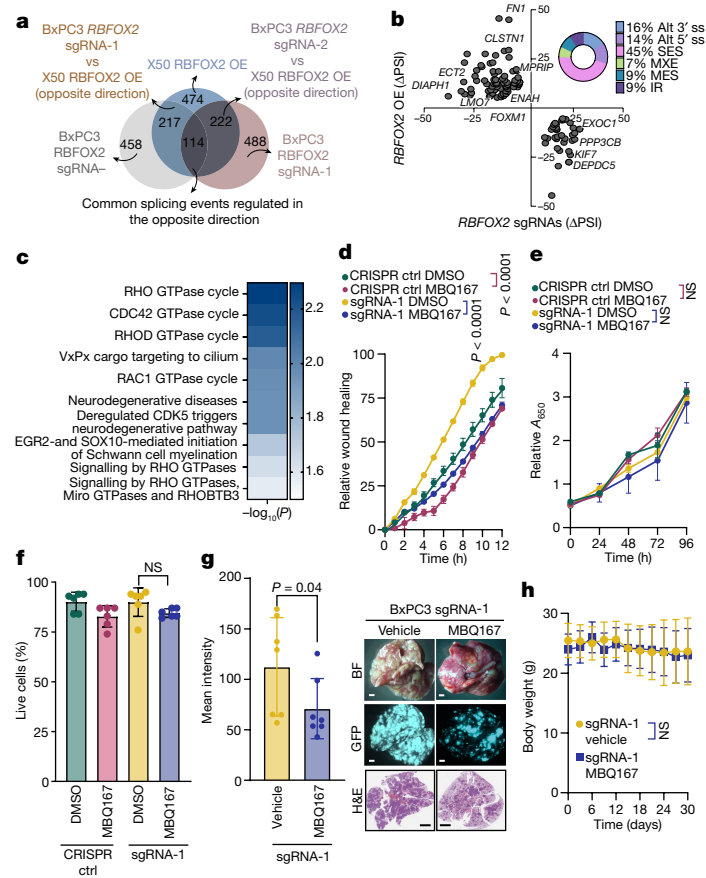 a
BxPC3 RBFOX2
sgRNA-1
vs
X50 RBFOX2 OE
(opposite direction)
BxPC3 RBFOX2
sgRNA-2
vs
X50 RBFOX2 OE
(opposite direction)
X50 RBFOX2 OE
474
217
222
114
458
488
BxPC3
RBFOX2
sgRNA–
BxPC3
RBFOX2
sgRNA-1
Common splicing events regulated in
the opposite direction
b
RBFOX2 OE (ΔPSI)
50
25
−25
−50
−50
−25
25
50
FN1
CLSTN1
ECT2
MPRIP
DIAPH1
LMO7
ENAH
FOXM1
EXOC1
PPP3CB
KIF7
DEPDC5
RBFOX2 sgRNAs (ΔPSI)
16% Alt 3′ ss
14% Alt 5′ ss
45% SES
7% MXE
9% MES
9% IR
c
RHO GTPase cycle
CDC42 GTPase cycle
RHOD GTPase cycle
VxPx cargo targeting to cilium
RAC1 GTPase cycle
Neurodegenerative diseases
Deregulated CDK5 triggers
neurodegenerative pathway
EGR2-and SOX10-mediated initiation
of Schwann cell myelination
Signalling by RHO GTPases
Signalling by RHO GTPases,
Miro GTPases and RHOBTB3
2.2
2.0
1.8
1.6
−log10(P)
d
CRISPR ctrl DMSO
CRISPR ctrl MBQ167
sgRNA-1 DMSO
sgRNA-1 MBQ167
P < 0.0001
P < 0.0001
Relative wound healing
100
75
50
25
0
0 2 4 6 8 10 12
Time (h)
e
CRISPR ctrl DMSO
CRISPR ctrl MBQ167
sgRNA-1 DMSO
sgRNA-1 MBQ167
NS
NS
Relative A650
4
3
2
1
0
0 24 48 72 96
Time (h)
f
NS
Live cells (%)
100
75
50
25
0
DMSO
MBQ167
DMSO
MBQ167
CRISPR
ctrl
sgRNA-1
g
P = 0.04
Mean intensity
200
150
100
50
0
Vehicle
MBQ167
sgRNA-1
BxPC3 sgRNA-1
Vehicle MBQ167
BF
GFP
H&E
h
Body weight (g)
30
20
10
0
sgRNA-1
vehicle
sgRNA-1
MBQ167
NS
0 6 12 18 24 30
Time (days)